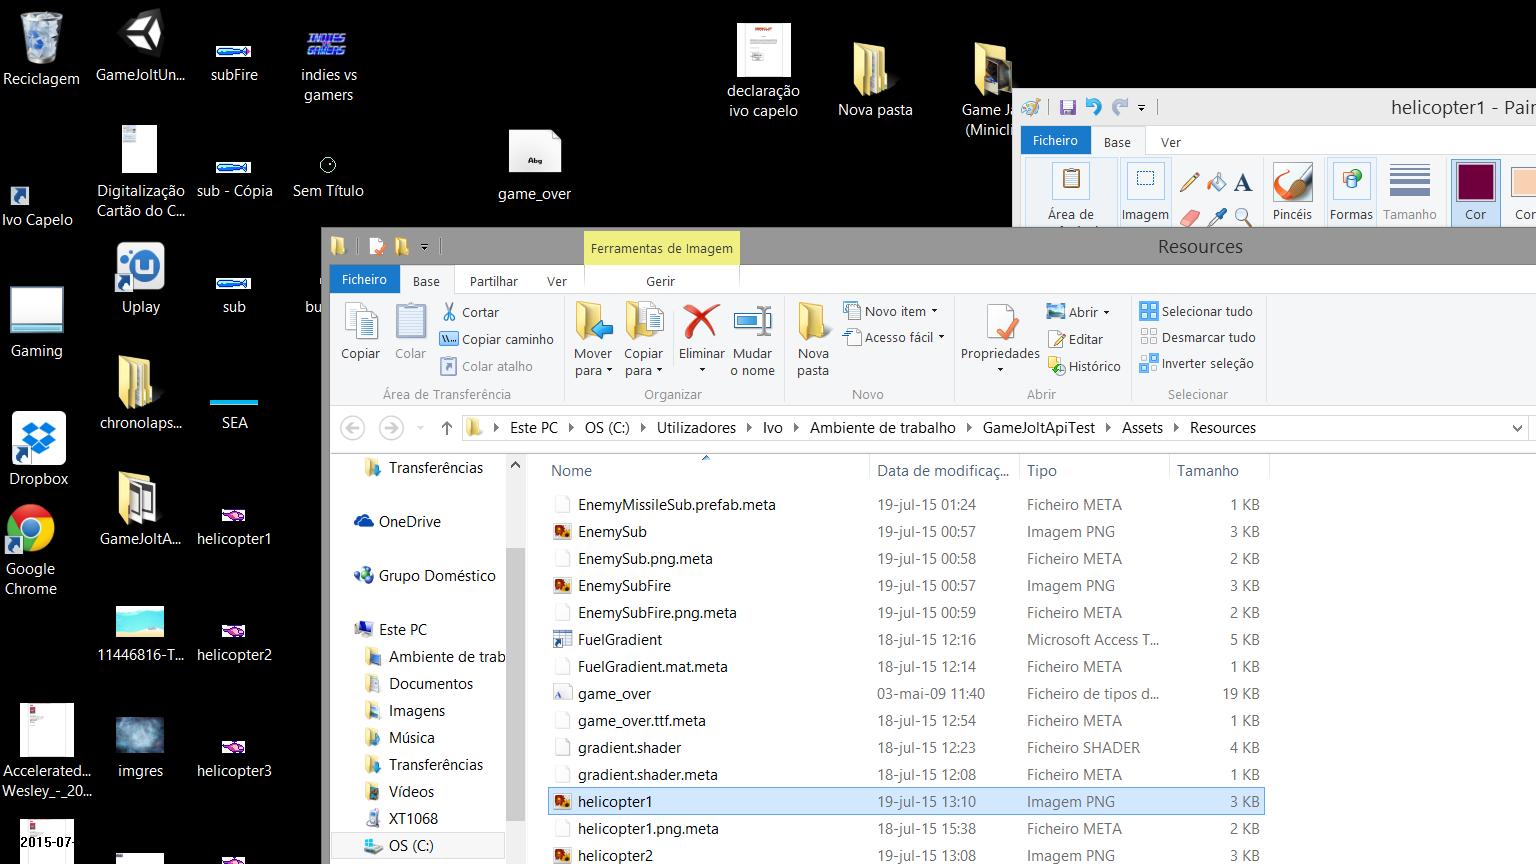 Reciclagem
GameJoltUn...
subFire
indies vs
gamers
INDIES
VS
GAMERS
declaração
ivo capelo
Nova pasta
Game Ja
(Minicli
Ivo Capelo
Digitalização
Cartão do C...
sub - Cópia
Sem Título
Abg
game_over
Gaming
Uplay
sub
bu
Dropbox
chronolaps...
SEA
Google
Chrome
GameJoltA...
helicopter1
11446816-T...
helicopter2
Accelerated...
Wesley_-_20...
imgres
helicopter3
2015-07-
helicopter1 - Pain
Ficheiro
Base
Ver
Área de
Imagem
Pincéis
Formas
Tamanho
Cor
Cor
Ferramentas de Imagem
Resources
Ficheiro
Base
Partilhar
Ver
Gerir
Copiar
Colar
Cortar
Copiar caminho
Colar atalho
Área de Transferência
Mover
para
Copiar
para
Eliminar
Mudar
o nome
Organizar
Nova
pasta
Novo item
Acesso fácil
Novo
Propriedades
Abrir
Editar
Histórico
Abrir
Selecionar tudo
Desmarcar tudo
Inverter seleção
Selecionar
Este PC
OS (C:)
Utilizadores
Ivo
Ambiente de trabalho
GameJoltApiTest
Assets
Resources
Transferências
OneDrive
Grupo Doméstico
Este PC
Ambiente de trab
Documentos
Imagens
Música
Transferências
Vídeos
XT1068
OS (C:)
Nome Data de modificaç... Tipo Tamanho
EnemyMissileSub.prefab.meta 19-jul-15 01:24 Ficheiro META 1 KB
EnemySub 19-jul-15 00:57 Imagem PNG 3 KB
EnemySub.png.meta 19-jul-15 00:58 Ficheiro META 2 KB
EnemySubFire 19-jul-15 00:57 Imagem PNG 3 KB
EnemySubFire.png.meta 19-jul-15 00:59 Ficheiro META 2 KB
FuelGradient 18-jul-15 12:16 Microsoft Access T... 5 KB
FuelGradient.mat.meta 18-jul-15 12:14 Ficheiro META 1 KB
game_over 03-mai-09 11:40 Ficheiro de tipos d... 19 KB
game_over.ttf.meta 18-jul-15 12:54 Ficheiro META 1 KB
gradient.shader 18-jul-15 12:23 Ficheiro SHADER 4 KB
gradient.shader.meta 18-jul-15 12:08 Ficheiro META 1 KB
helicopter1 19-jul-15 13:10 Imagem PNG 3 KB
helicopter1.png.meta 18-jul-15 15:38 Ficheiro META 2 KB
helicopter2 19-jul-15 13:08 Imagem PNG 3 KB